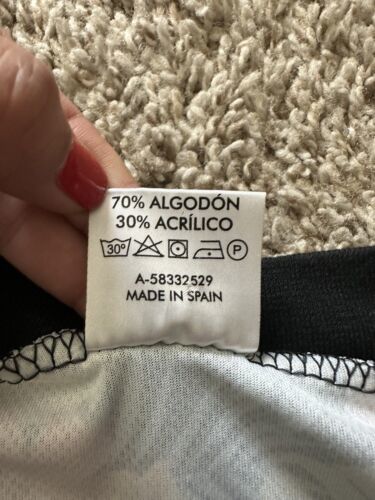 70% ALGODÓN
30% ACRÍLICO
30° P
A-58332529
MADE IN SPAIN